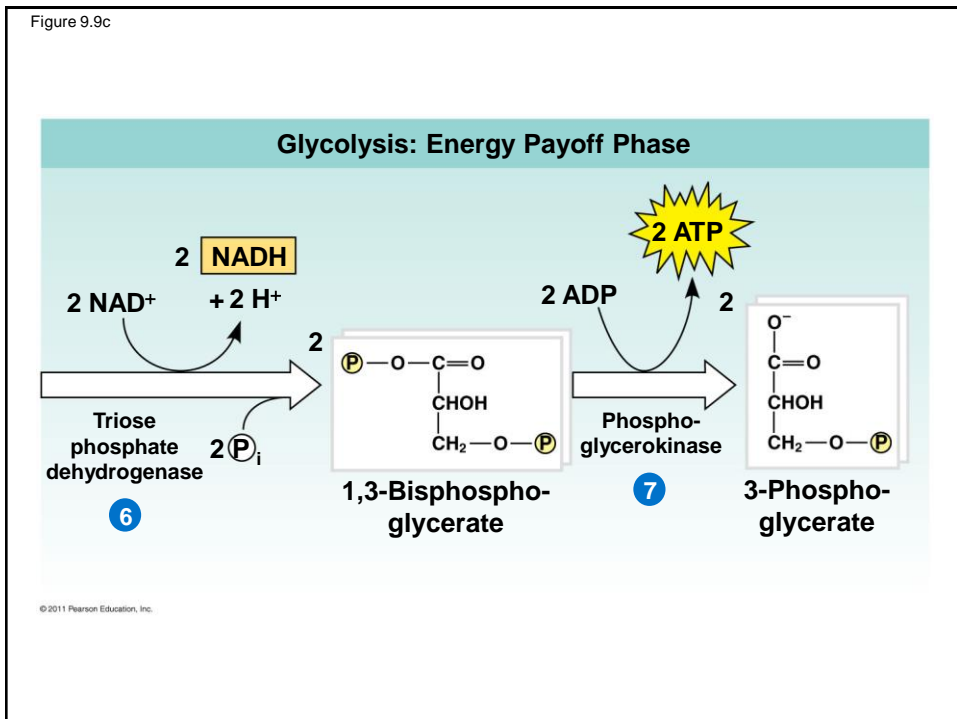 Figure 9.9c
Glycolysis: Energy Payoff Phase
2 ATP
2 NADH
2 NAD⁺ + 2 H⁺
2 ADP
2
2
P—O—C=O
CHOH
CH₂—O—P
O⁻
C=O
CHOH
CH₂—O—P
Triose
phosphate
dehydrogenase
2 Pi
6
1,3-Bisphospho-
glycerate
Phospho-
glycerokinase
7
3-Phospho-
glycerate
© 2011 Pearson Education, Inc.